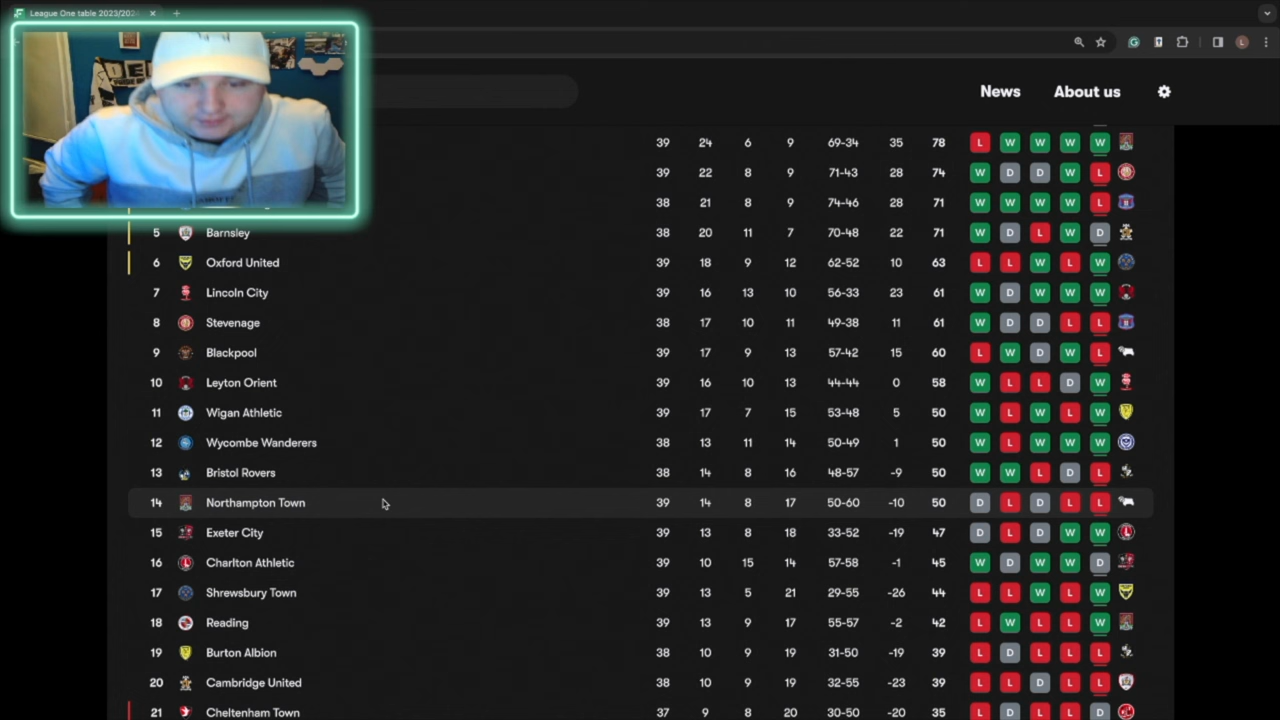 League One table 2023/202
News About us
39 24 6 9 69-34 35 78 L W W W W
39 22 8 9 71-43 28 74 W D D W L
38 21 8 9 74-46 28 71 W W W W L
5 Barnsley 38 20 11 7 70-48 22 71 W D L W D
6 Oxford United 39 18 9 12 62-52 10 63 L L W L W
7 Lincoln City 39 16 13 10 56-33 23 61 W D W W W
8 Stevenage 38 17 10 11 49-38 11 61 W D D L L
9 Blackpool 39 17 9 13 57-42 15 60 L W D W L
10 Leyton Orient 39 16 10 13 44-44 0 58 W L L D W
11 Wigan Athletic 39 17 7 15 53-48 5 50 W L W L W
12 Wycombe Wanderers 38 13 11 14 50-49 1 50 W L W W W
13 Bristol Rovers 38 14 8 16 48-57 -9 50 W W L D L
14 Northampton Town 39 14 8 17 50-60 -10 50 D L D L L
15 Exeter City 39 13 8 18 33-52 -19 47 D L D W W
16 Charlton Athletic 39 10 15 14 57-58 -1 45 W D W W D
17 Shrewsbury Town 39 13 5 21 29-55 -26 44 L L W L W
18 Reading 39 13 9 17 55-57 -2 42 L W L L W
19 Burton Albion 38 10 9 19 31-50 -19 39 L D L L L
20 Cambridge United 38 10 9 19 32-55 -23 39 L L D L L
21 Cheltenham Town 37 9 8 20 30-50 -20 35 L D L L D